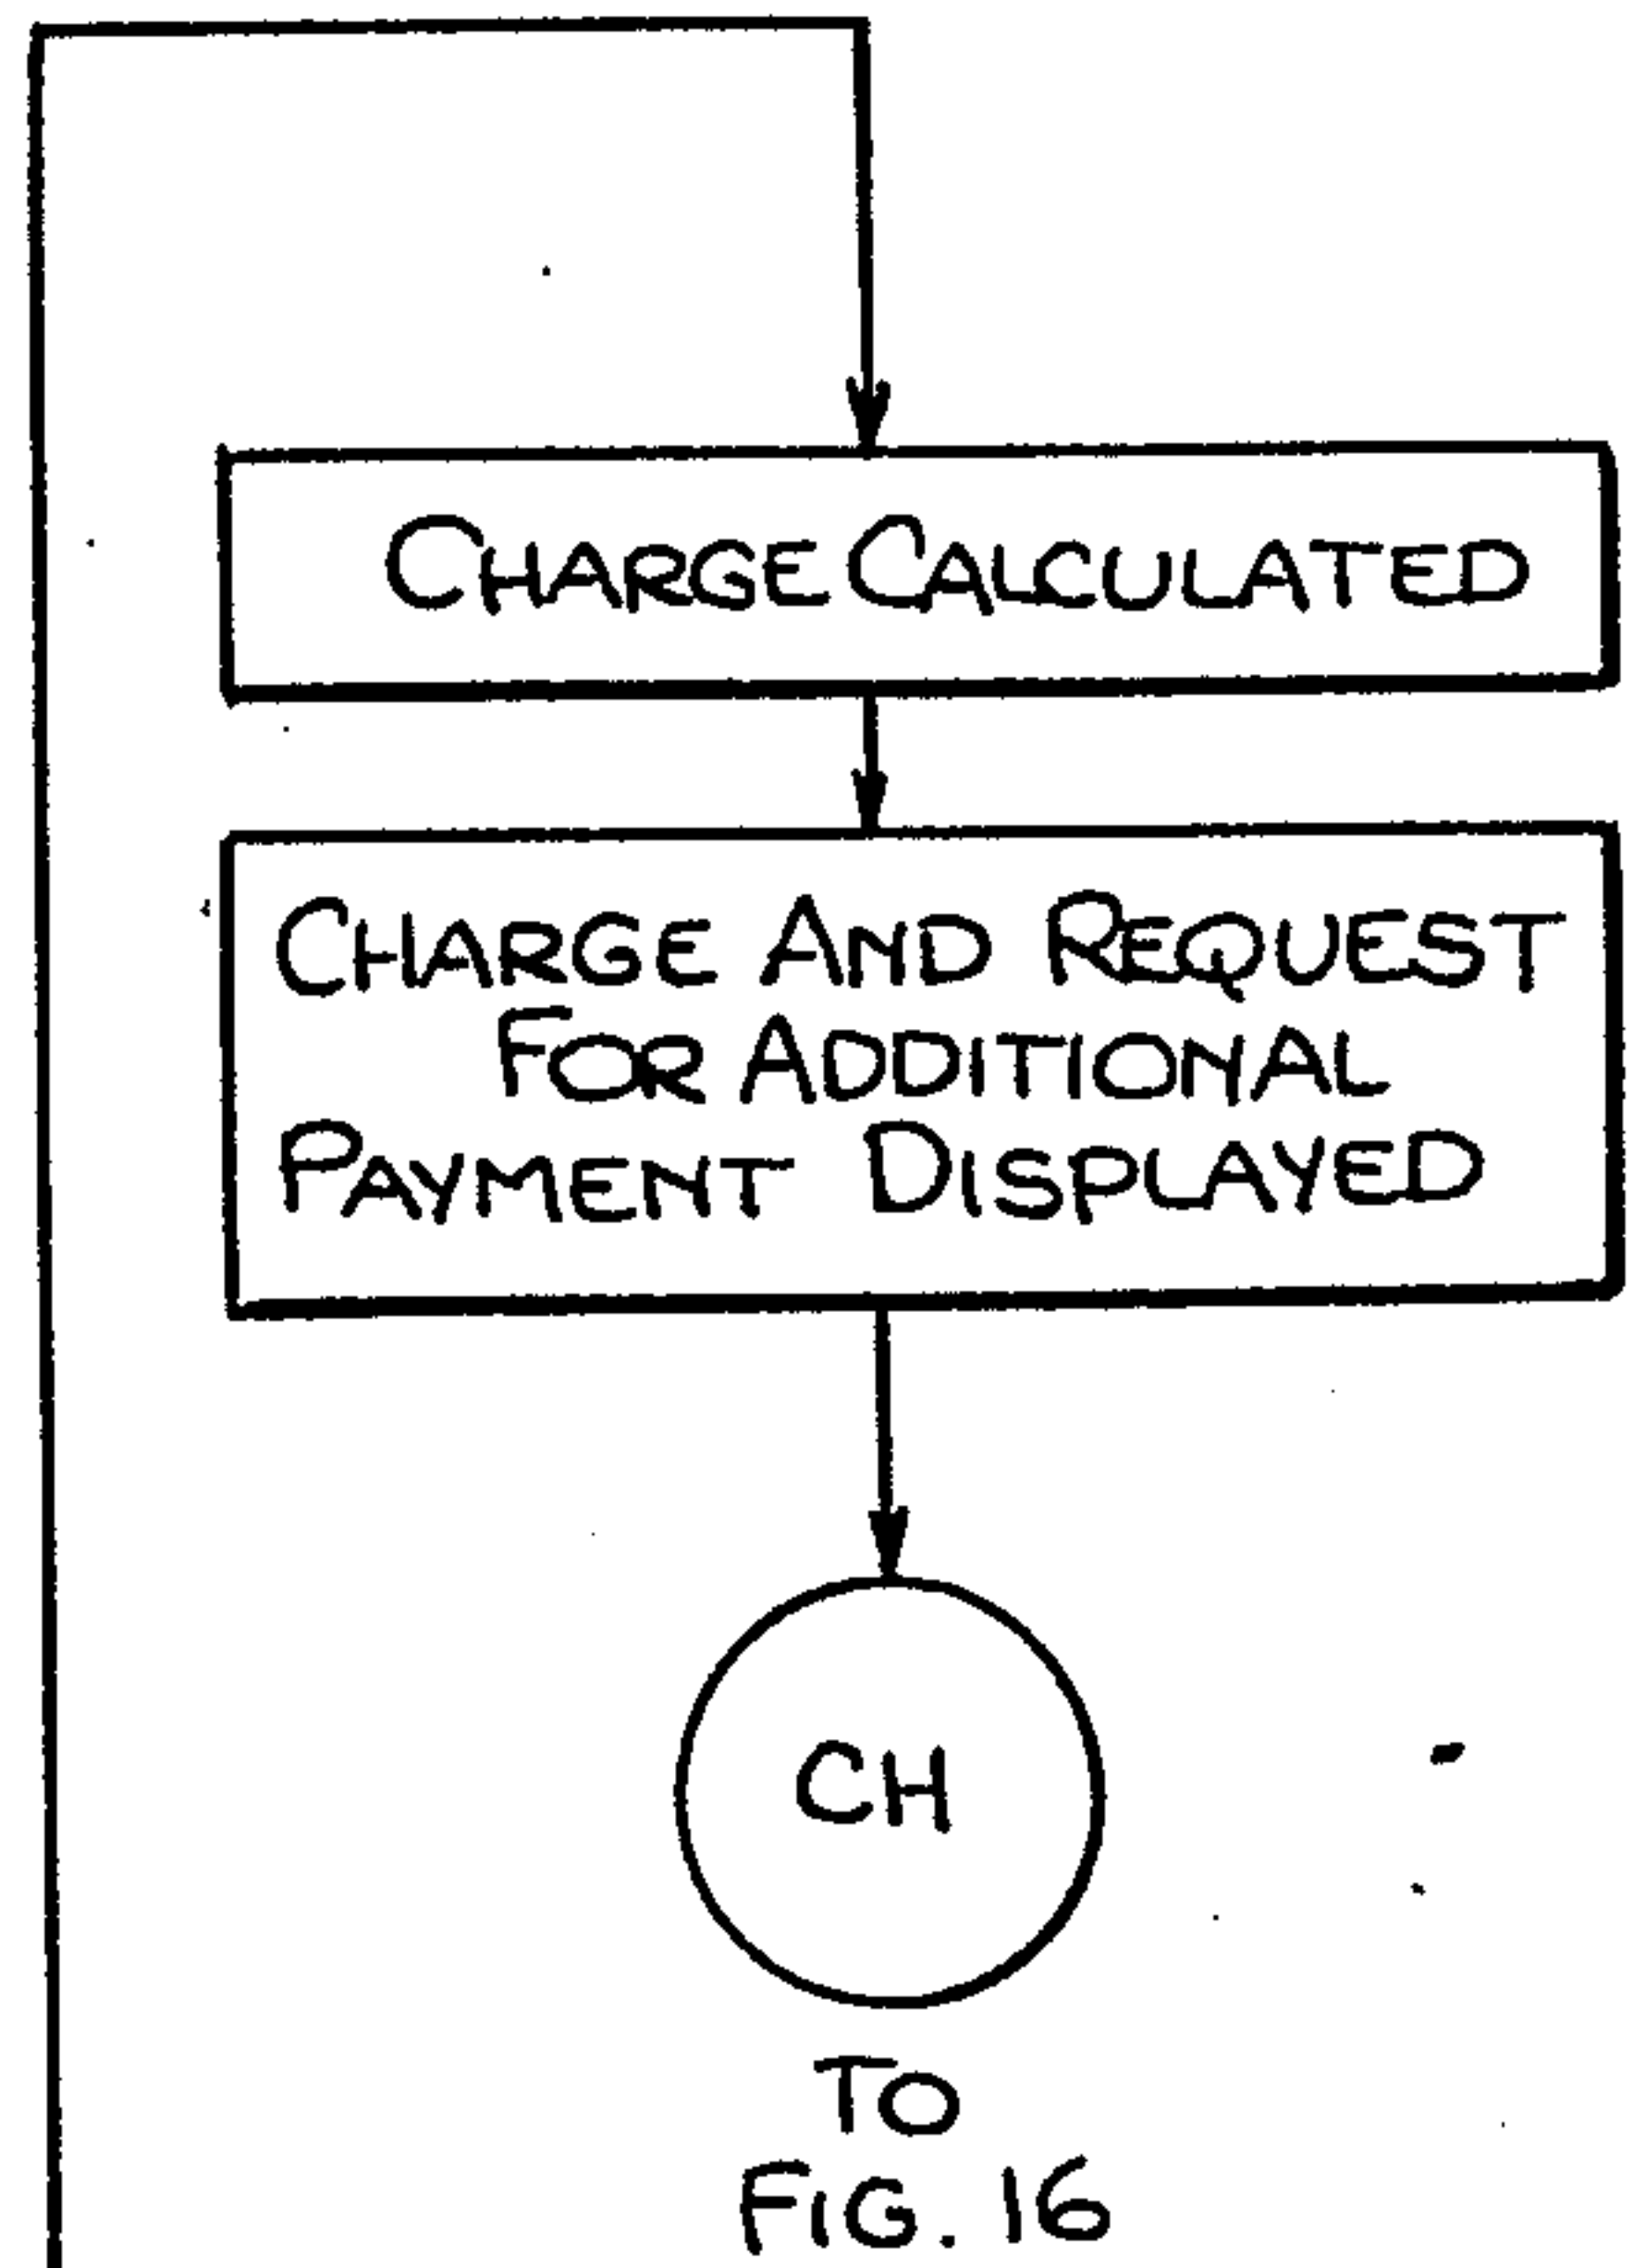 CHARGE CALCULATED
CHARGE AND REQUEST
FOR ADDITIONAL
PAYMENT DISPLAYED
CH
TO
FIG. 16